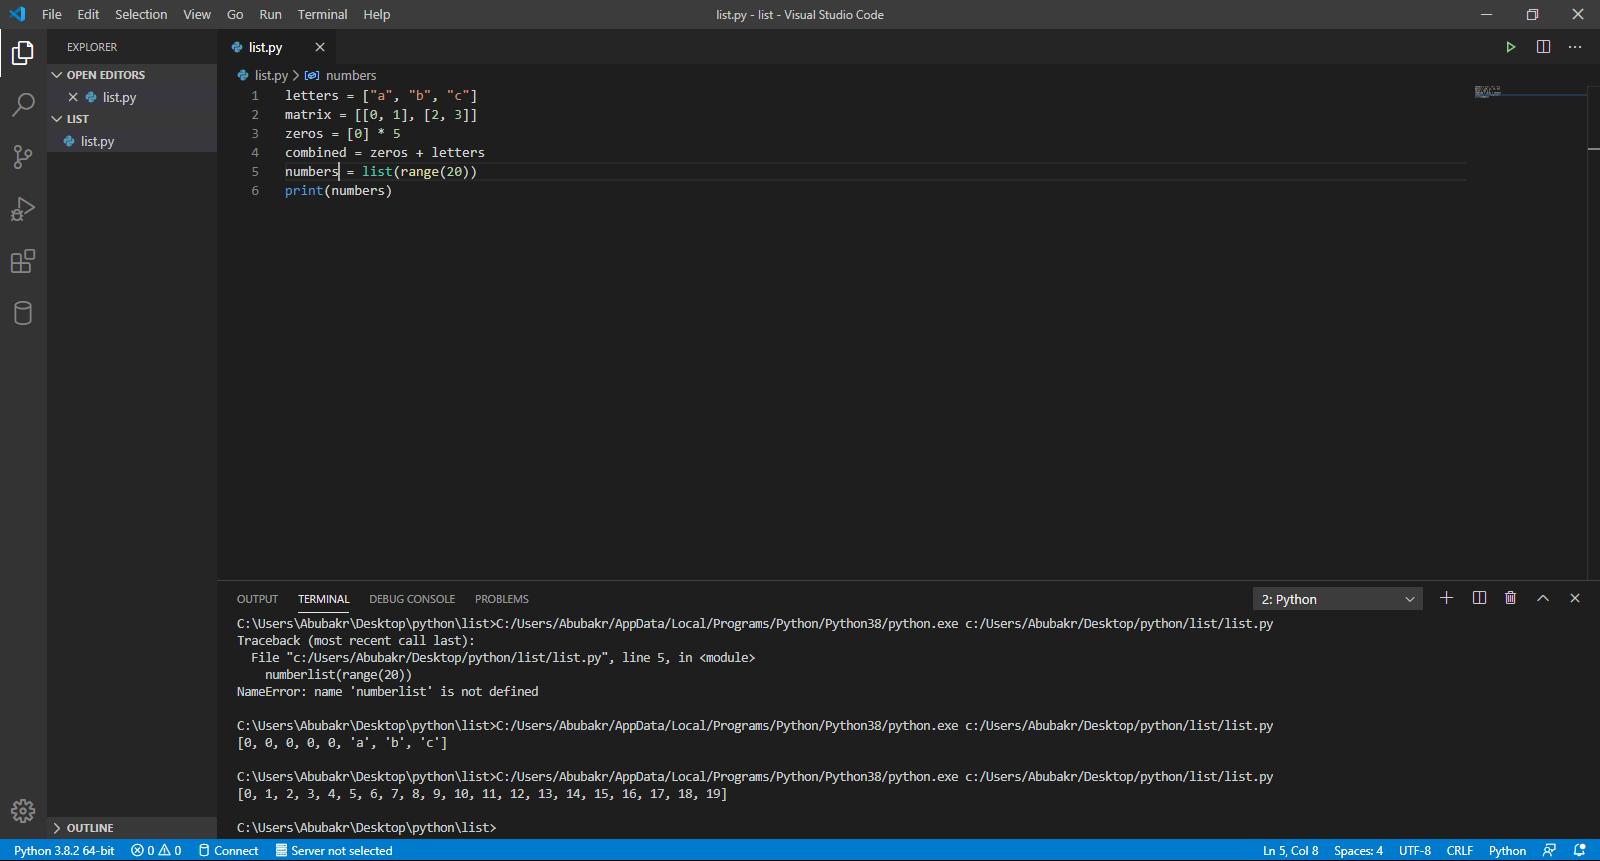 File Edit Selection View Go Run Terminal Help
list.py - list - Visual Studio Code
EXPLORER
OPEN EDITORS
list.py
LIST
list.py
OUTLINE
list.py
list.py > numbers
1 letters = ["a", "b", "c"]
2 matrix = [[0, 1], [2, 3]]
3 zeros = [0] * 5
4 combined = zeros + letters
5 numbers = list(range(20))
6 print(numbers)
OUTPUT TERMINAL DEBUG CONSOLE PROBLEMS
2: Python
C:\Users\Abubakr\Desktop\python\list>C:/Users/Abubakr/AppData/Local/Programs/Python/Python38/python.exe c:/Users/Abubakr/Desktop/python/list/list.py
Traceback (most recent call last):
  File "c:/Users/Abubakr/Desktop/python/list/list.py", line 5, in <module>
    numberlist(range(20))
NameError: name 'numberlist' is not defined
C:\Users\Abubakr\Desktop\python\list>C:/Users/Abubakr/AppData/Local/Programs/Python/Python38/python.exe c:/Users/Abubakr/Desktop/python/list/list.py
[0, 0, 0, 0, 0, 'a', 'b', 'c']
C:\Users\Abubakr\Desktop\python\list>C:/Users/Abubakr/AppData/Local/Programs/Python/Python38/python.exe c:/Users/Abubakr/Desktop/python/list/list.py
[0, 1, 2, 3, 4, 5, 6, 7, 8, 9, 10, 11, 12, 13, 14, 15, 16, 17, 18, 19]
C:\Users\Abubakr\Desktop\python\list>
Python 3.8.2 64-bit 0 0 Connect Server not selected Ln 5, Col 8 Spaces: 4 UTF-8 CRLF Python